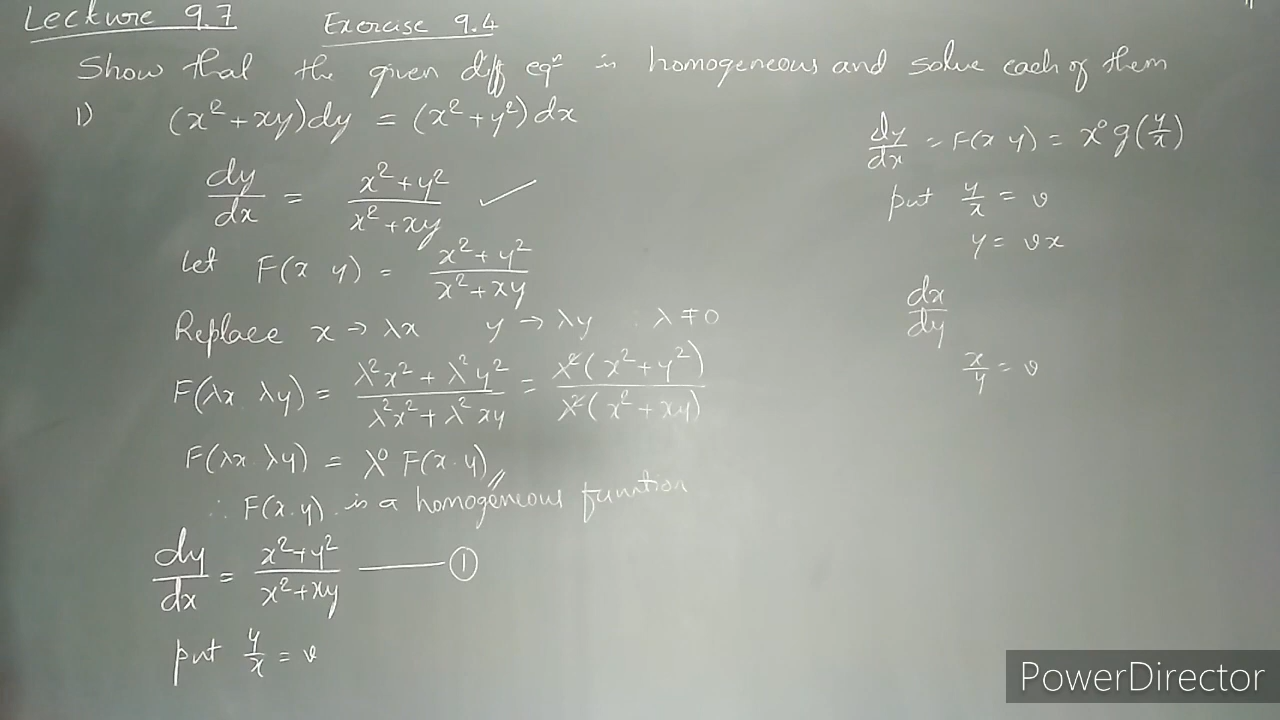 Lecture 9.7 Exercise 9.4
Show that the given diff eqⁿ is homogeneous and solve each of them
1) (x² + xy)dy = (x² + y²)dx
dy/dx = (x² + y²)/(x² + xy) ✓
let F(x y) = (x² + y²)/(x² + xy)
Replace x → λx y → λy : λ ≠ 0
F(λx λy) = (λ²x² + λ²y²)/(λ²x² + λ²xy) = λ²(x² + y²)/λ²(x² + xy)
F(λx. λy) = λ⁰ F(x.y)//
∴ F(x.y). is a homogeneous function
dy/dx = (x² + y²)/(x² + xy) —— ①
put y/x = v
dy/dx = F(x y) = x⁰ g(y/x)
put y/x = v
y = vx
dx/dy
x/y = v
PowerDirector